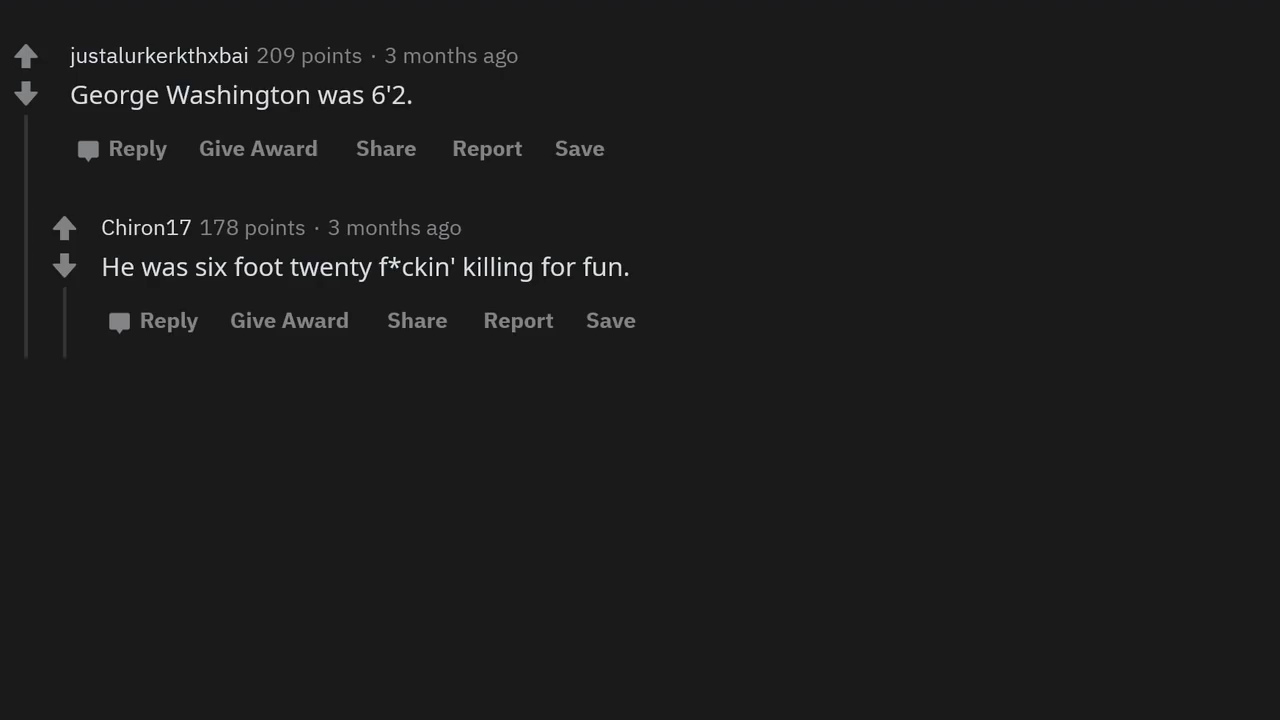 justalurkerkthxbai 209 points · 3 months ago
George Washington was 6'2.
Reply Give Award Share Report Save
Chiron17 178 points · 3 months ago
He was six foot twenty f*ckin' killing for fun.
Reply Give Award Share Report Save